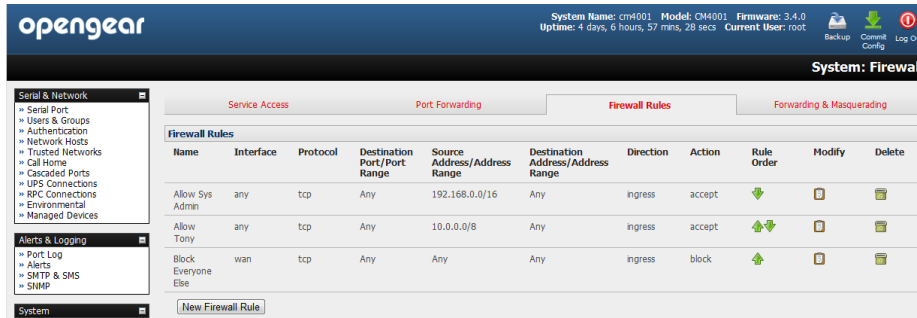 opengear
System Name: cm4001 Model: CM4001 Firmware: 3.4.0
Uptime: 4 days, 6 hours, 57 mins, 28 secs Current User: root
Backup
Commit Config
Log O
System: Firewal
Serial & Network
» Serial Port
» Users & Groups
» Authentication
» Network Hosts
» Trusted Networks
» Call Home
» Cascaded Ports
» UPS Connections
» RPC Connections
» Environmental
» Managed Devices
Alerts & Logging
» Port Log
» Alerts
» SMTP & SMS
» SNMP
System
Service Access Port Forwarding Firewall Rules Forwarding & Masquerading
Firewall Rules
Name Interface Protocol Destination Port/Port Range Source Address/Address Range Destination Address/Address Range Direction Action Rule Order Modify Delete
Allow Sys Admin any tcp Any 192.168.0.0/16 Any ingress accept
Allow Tony any tcp Any 10.0.0.0/8 Any ingress accept
Block Everyone Else wan tcp Any Any Any ingress block
New Firewall Rule